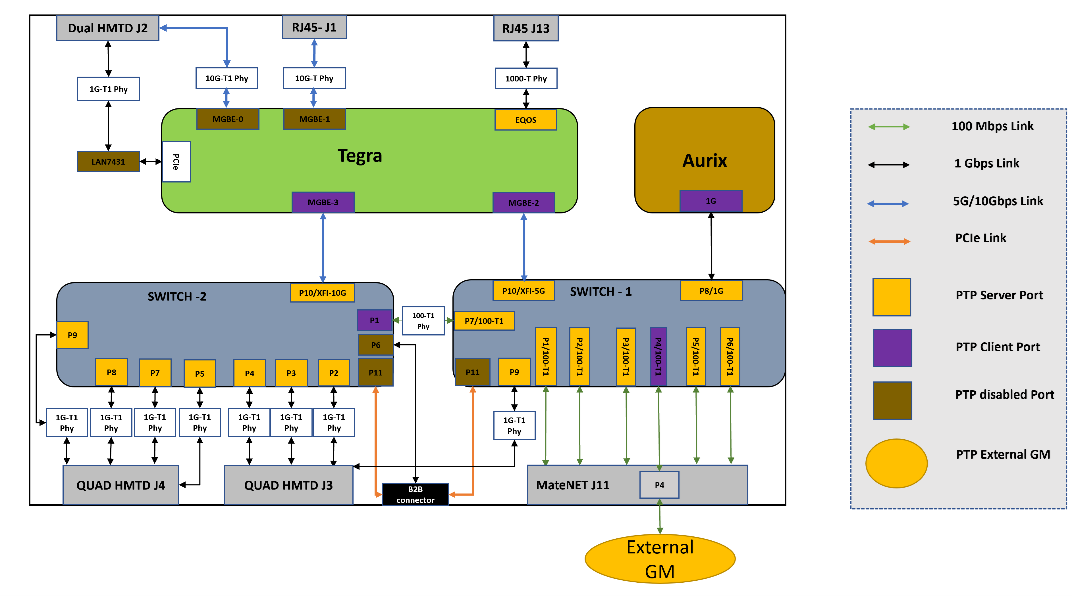 Dual HMTD J2
RJ45- J1
RJ45 J13
1G-T1 Phy
10G-T1 Phy
10G-T Phy
1000-T Phy
MGBE-0
MGBE-1
EQOS
LAN7431
PCIe
Tegra
Aurix
MGBE-3
MGBE-2
1G
SWITCH -2
P10/XFI-10G
P10/XFI-5G
SWITCH - 1
P8/1G
P9
P1
100-T1
Phy
P7/100-T1
P6
P8
P7
P5
P4
P3
P2
P11
P11
P9
P1/100-T1
P2/100-T1
P3/100-T1
P4/100-T1
P5/100-T1
P6/100-T1
1G-T1
Phy
1G-T1
Phy
1G-T1
Phy
1G-T1
Phy
1G-T1
Phy
1G-T1
Phy
1G-T1
Phy
1G-T1
Phy
QUAD HMTD J4
QUAD HMTD J3
B2B
connector
MateNET J11
P4
External
GM
100 Mbps Link
1 Gbps Link
5G/10Gbps Link
PCIe Link
PTP Server Port
PTP Client Port
PTP disabled Port
PTP External GM